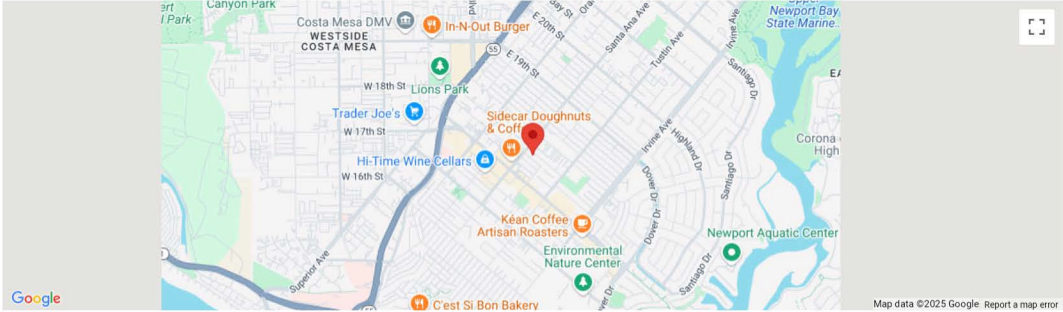 Canyon Park
Costa Mesa DMV
WESTSIDE
COSTA MESA
In-N-Out Burger
E 20th St
Santa Ana Ave
Tustin Ave
Irvine Ave
Upper
Newport Bay
State Marine...
55
E 19th St
Santiago Dr
W 18th St
Lions Park
Trader Joe's
W 17th St
Sidecar Doughnuts
& Coff
Hi-Time Wine Cellars
W 16th St
Irvine Ave
Highland Dr
Corona
High
Santiago Dr
Dover Dr
Dover Dr
Kéan Coffee
Artisan Roasters
Newport Aquatic Center
Environmental
Nature Center
Superior Ave
Santiago Dr
1
C'est Si Bon Bakery
Google
Map data ©2025 Google
Report a map error